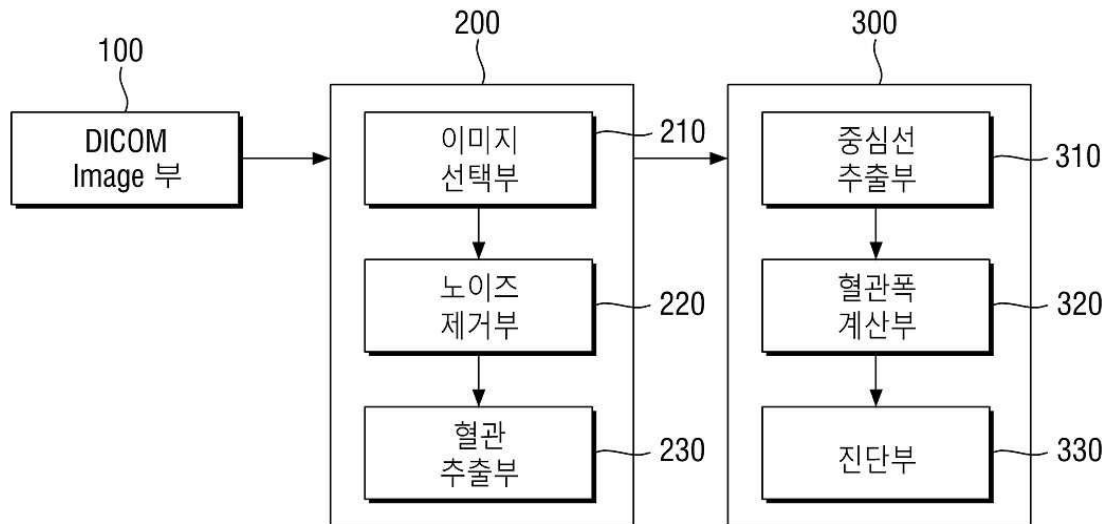 100
200
300
DICOM
Image 부
이미지
선택부
210
중심선
추출부
310
노이즈
제거부
220
혈관폭
계산부
320
혈관
추출부
230
진단부
330